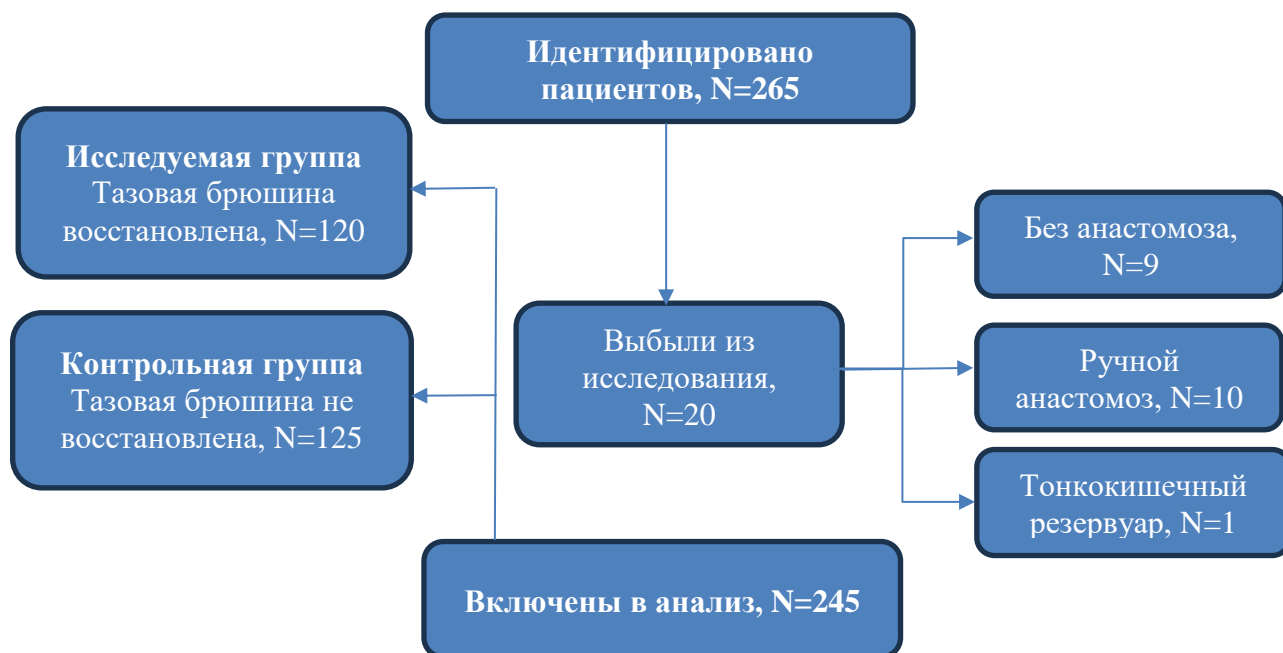 Идентифицировано
пациентов, N=265
Исследуемая группа
Тазовая брюшина
восстановлена, N=120
Контрольная группа
Тазовая брюшина не
восстановлена, N=125
Выбыли из
исследования,
N=20
Без анастомоза,
N=9
Ручной
анастомоз, N=10
Тонкокишечный
резервуар, N=1
Включены в анализ, N=245